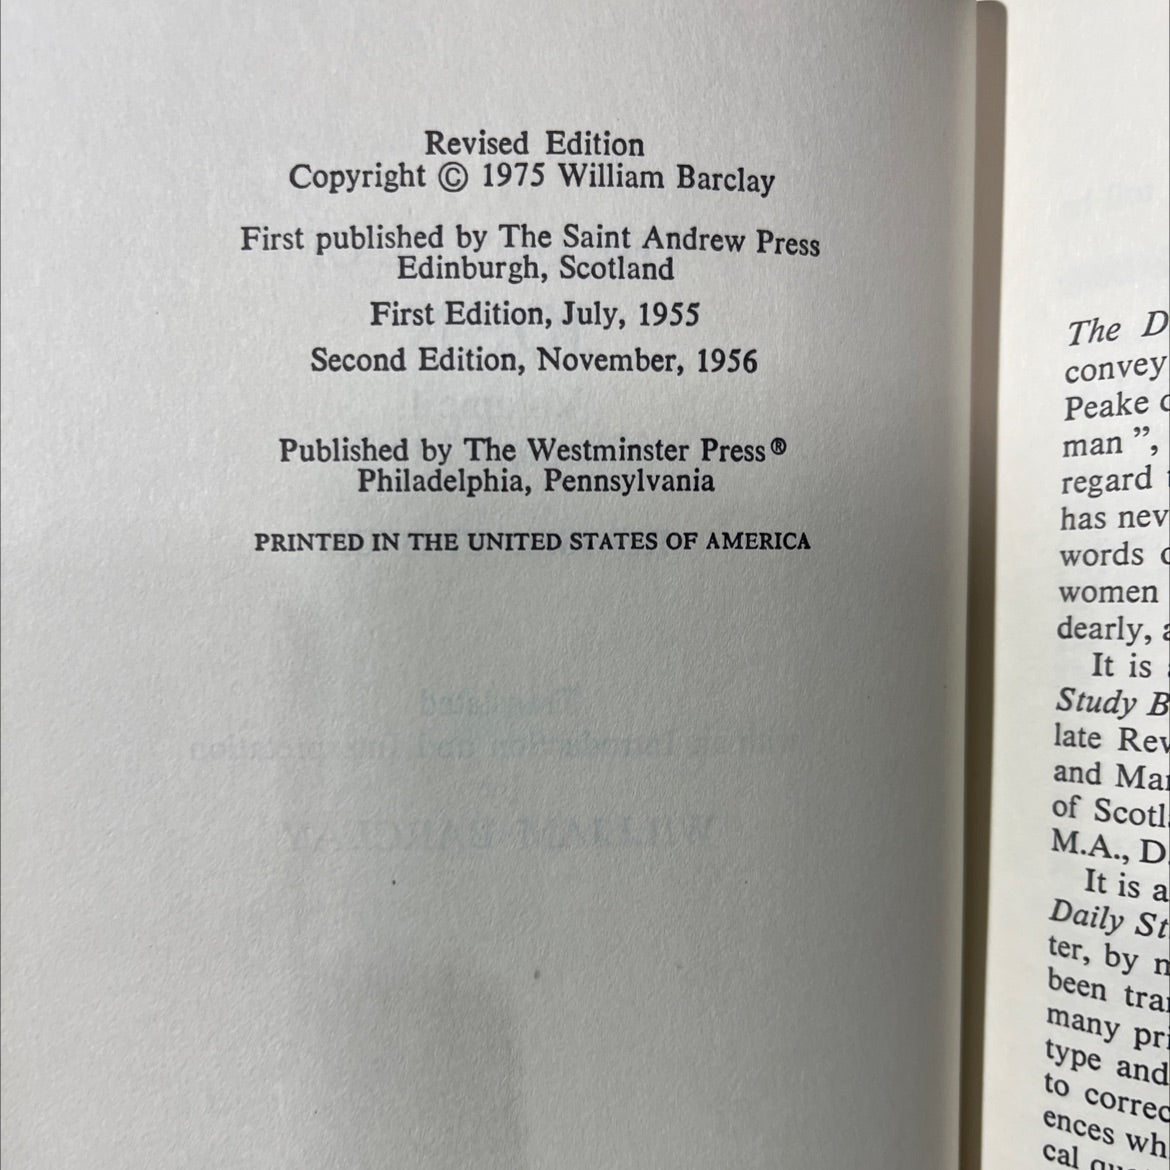 Revised Edition
Copyright © 1975 William Barclay
First published by The Saint Andrew Press
Edinburgh, Scotland
First Edition, July, 1955
Second Edition, November, 1956
Published by The Westminster Press®
Philadelphia, Pennsylvania
PRINTED IN THE UNITED STATES OF AMERICA
The D
convey
Peake
man ”,
regard
has nev
words
women
dearly,
It is
Study B
late Rev
and Mar
of Scotl
M.A., D
It is a
Daily St
ter, by m
been tra
many pri
type and
to correc
ences wh
cal